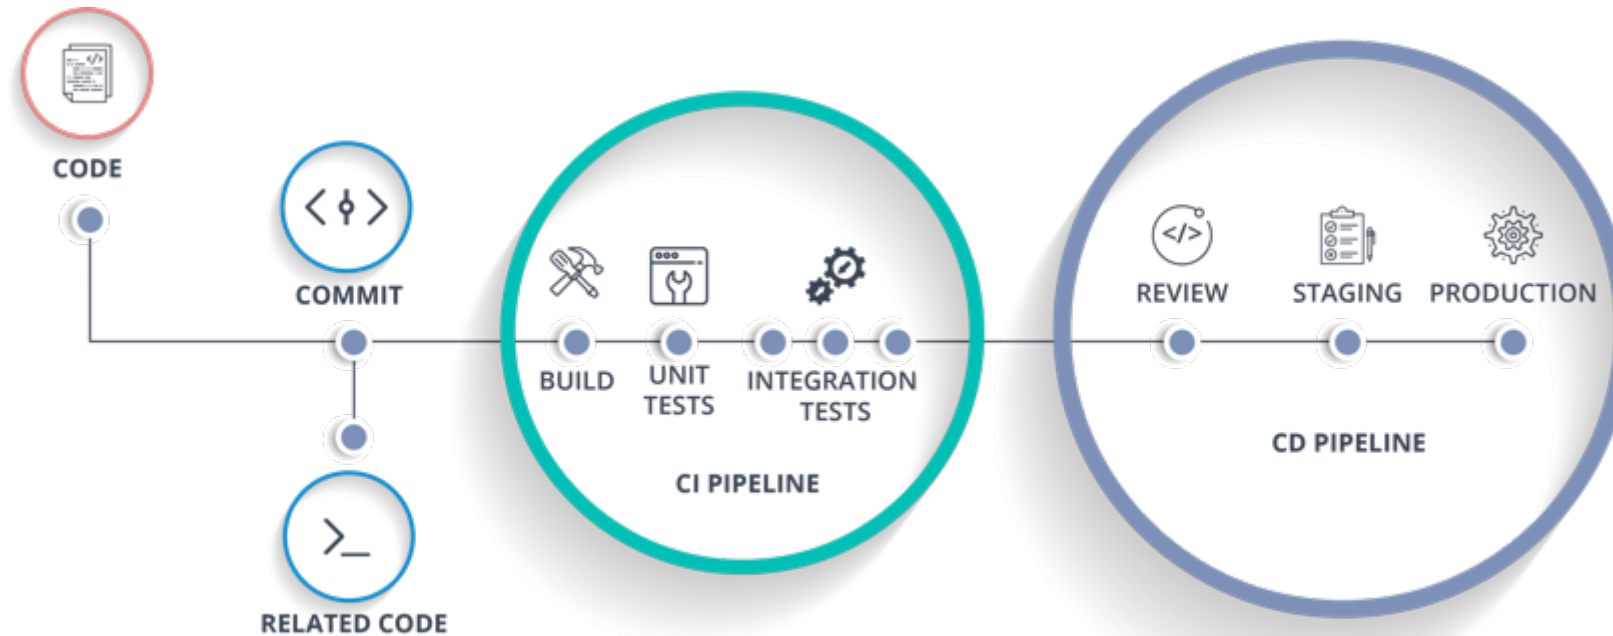 CODE
COMMIT
RELATED CODE
BUILD
UNIT
TESTS
INTEGRATION
TESTS
CI PIPELINE
REVIEW
STAGING
PRODUCTION
CD PIPELINE